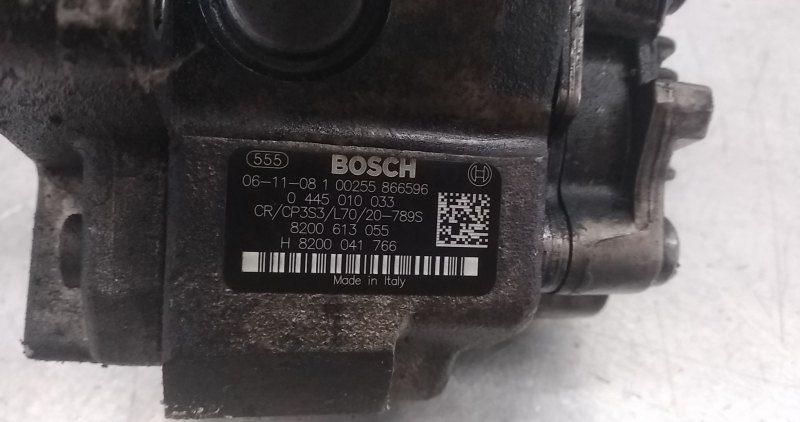 555 BOSCH
06-11-08 1 00255 866596
0 445 010 033
CR/CP3S3/L70/20-789S
8200 613 055
H 8200 041 766
Made in Italy